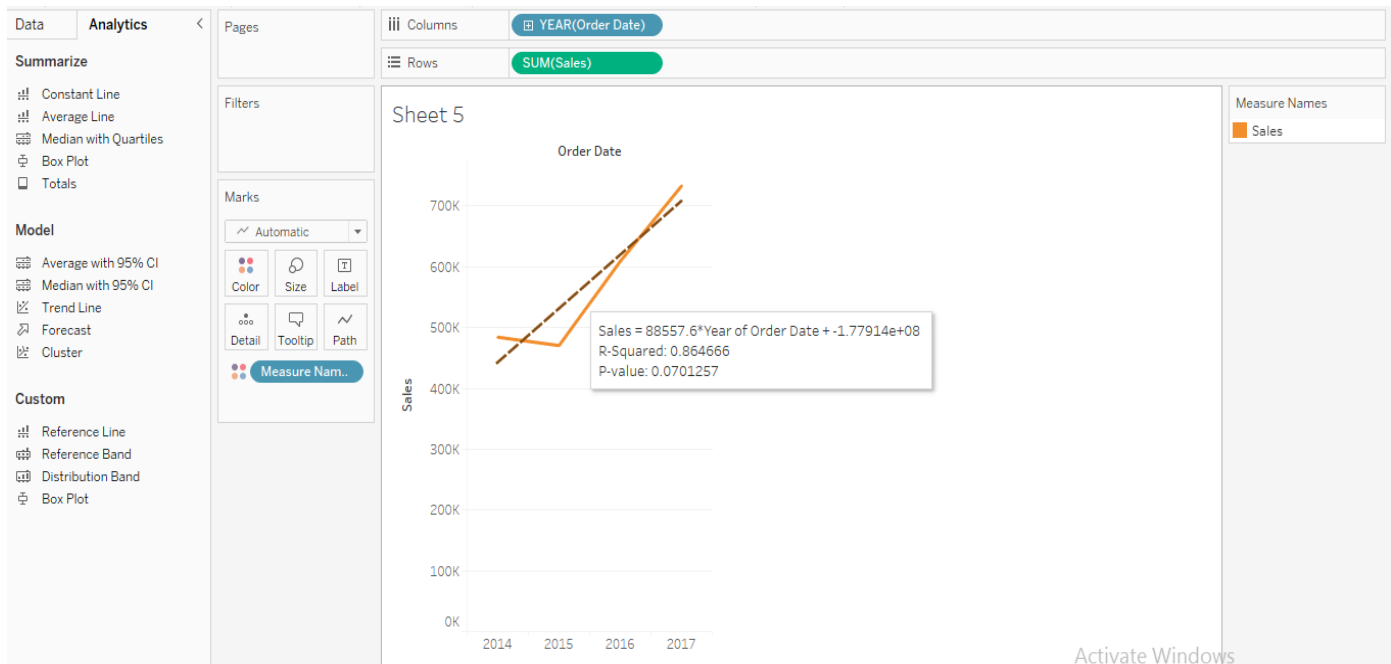 Data
Analytics
Summarize
Constant Line
Average Line
Median with Quartiles
Box Plot
Totals
Model
Average with 95% CI
Median with 95% CI
Trend Line
Forecast
Cluster
Custom
Reference Line
Reference Band
Distribution Band
Box Plot
Pages
Filters
Marks
Automatic
Color
Size
Label
Detail
Tooltip
Path
Measure Nam..
Columns
YEAR(Order Date)
Rows
SUM(Sales)
Sheet 5
Order Date
700K
600K
500K
400K
300K
200K
100K
0K
Sales
2014
2015
2016
2017
Sales = 88557.6*Year of Order Date + -1.77914e+08
R-Squared: 0.864666
P-value: 0.0701257
Measure Names
Sales
Activate Windows